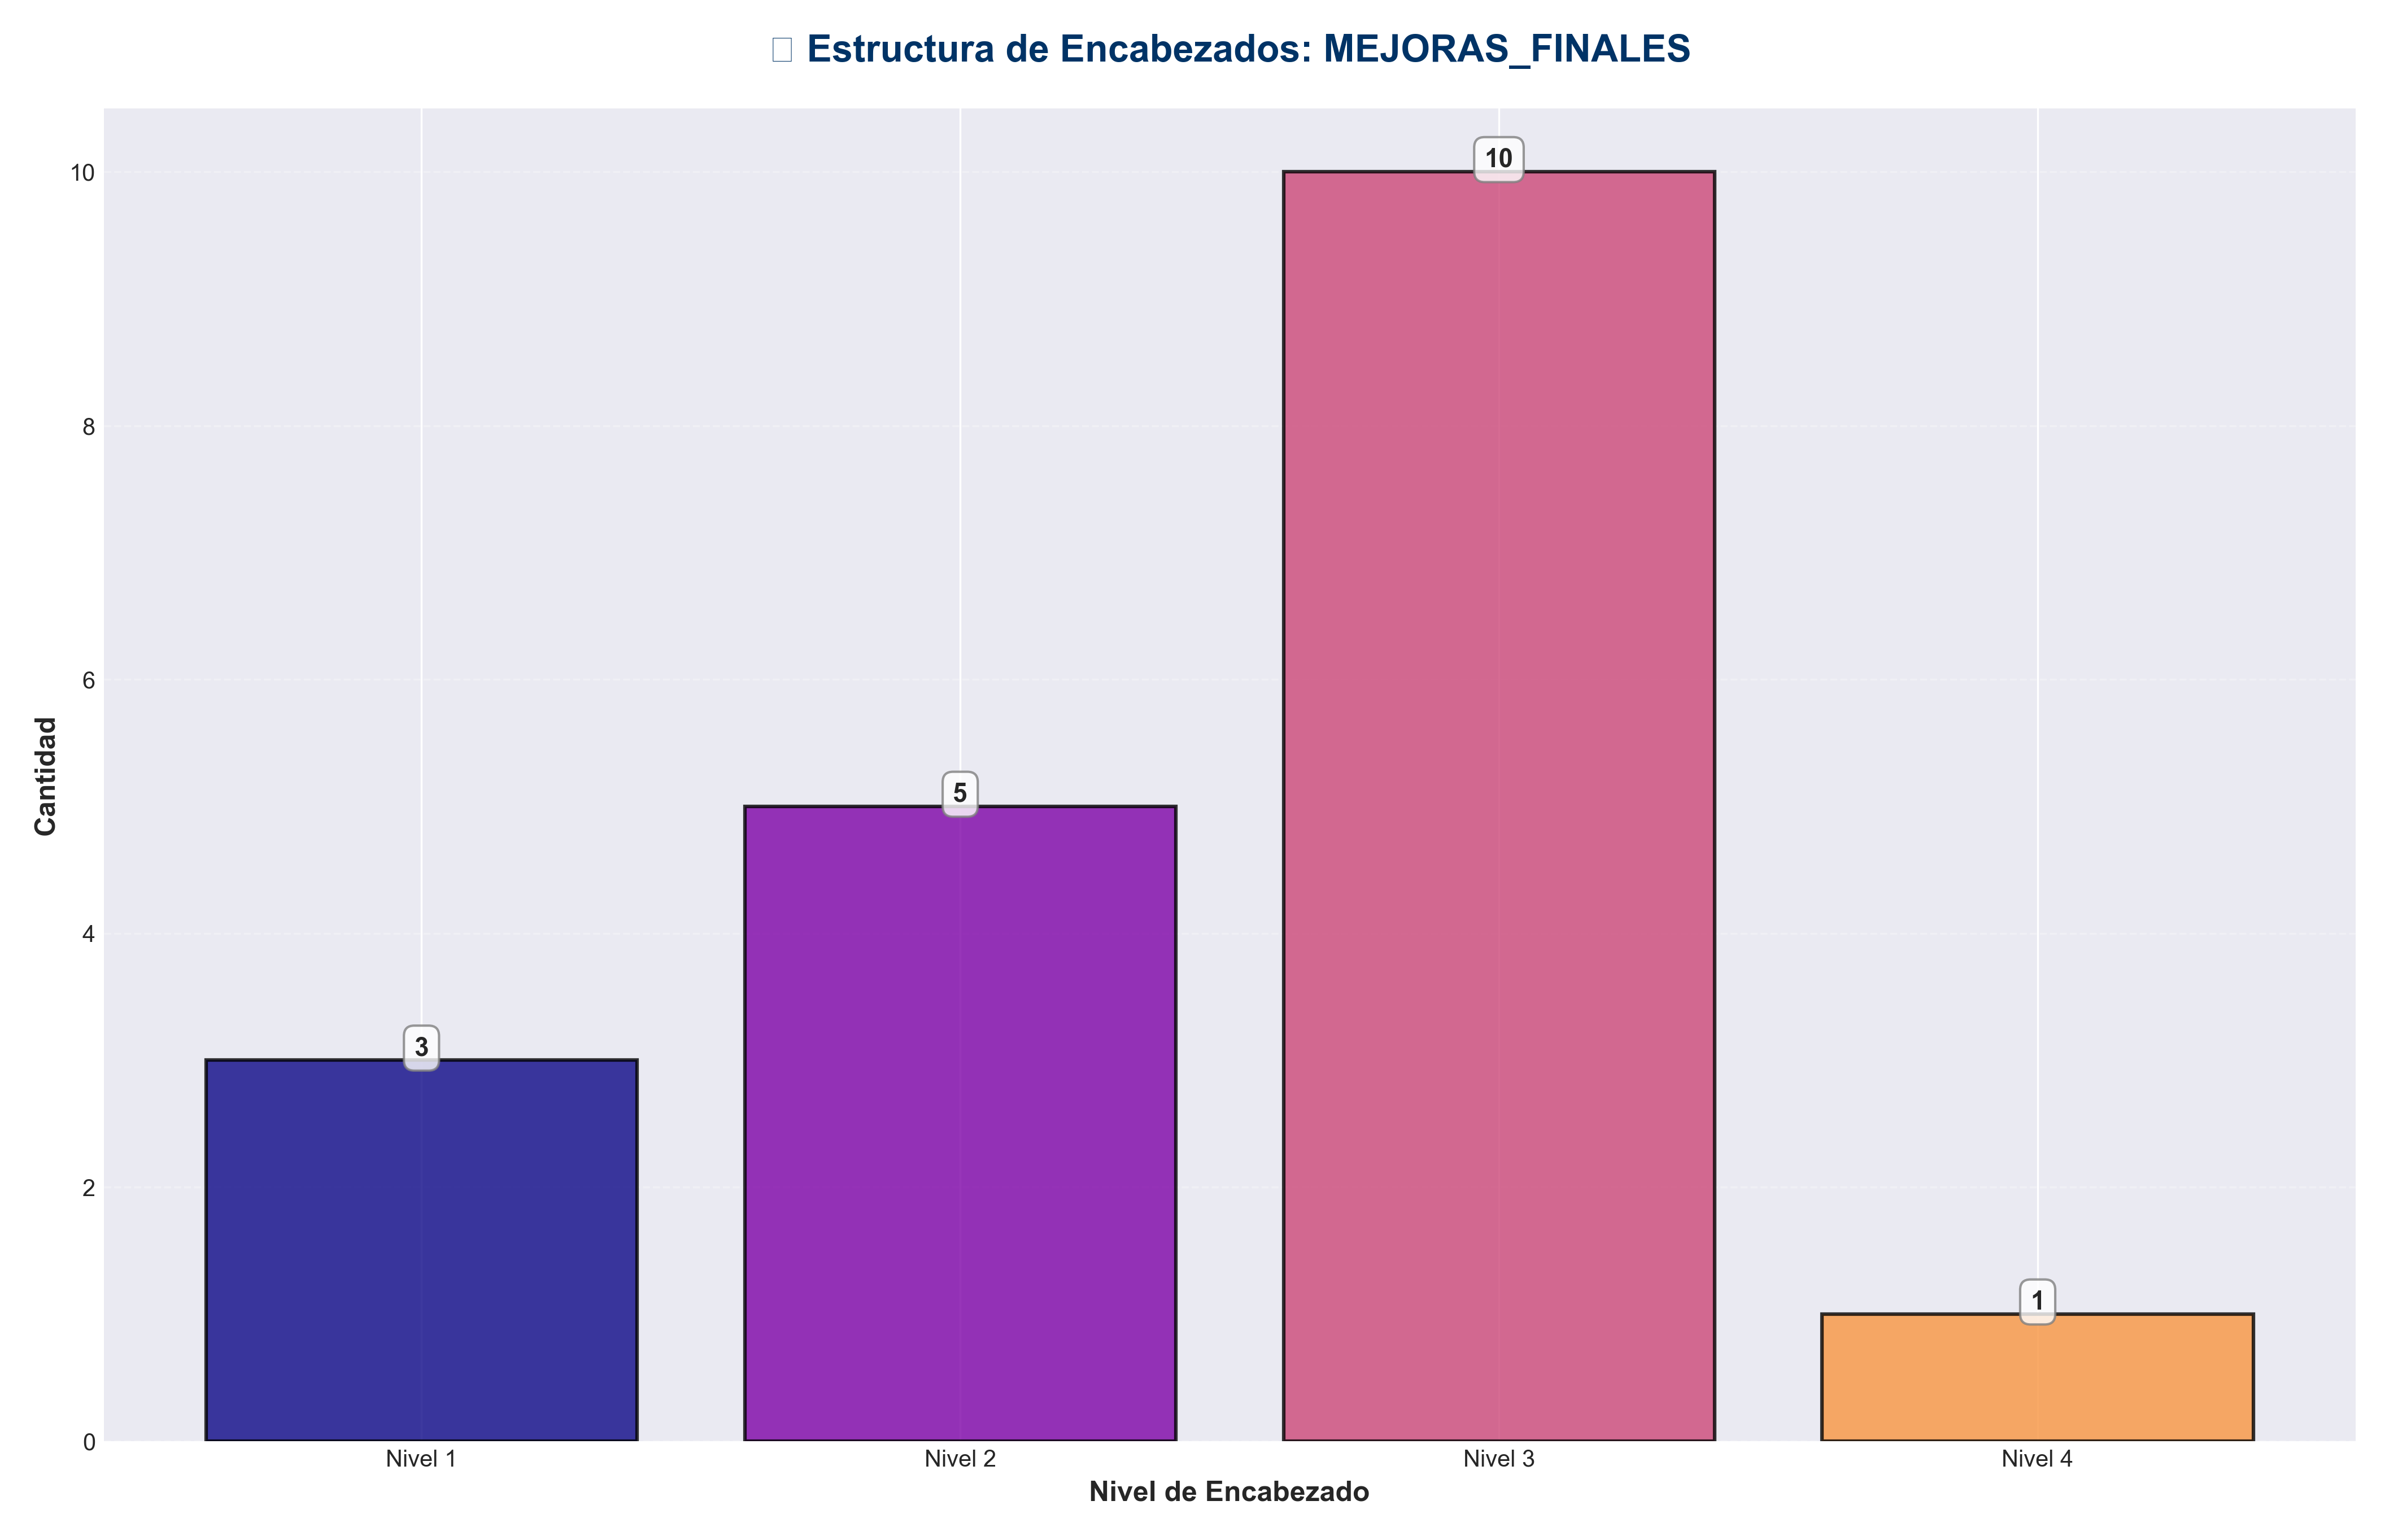 Estructura de Encabezados: MEJORAS_FINALES
10
8
6
4
2
0
Cantidad
3
5
10
1
Nivel 1
Nivel 2
Nivel 3
Nivel 4
Nivel de Encabezado